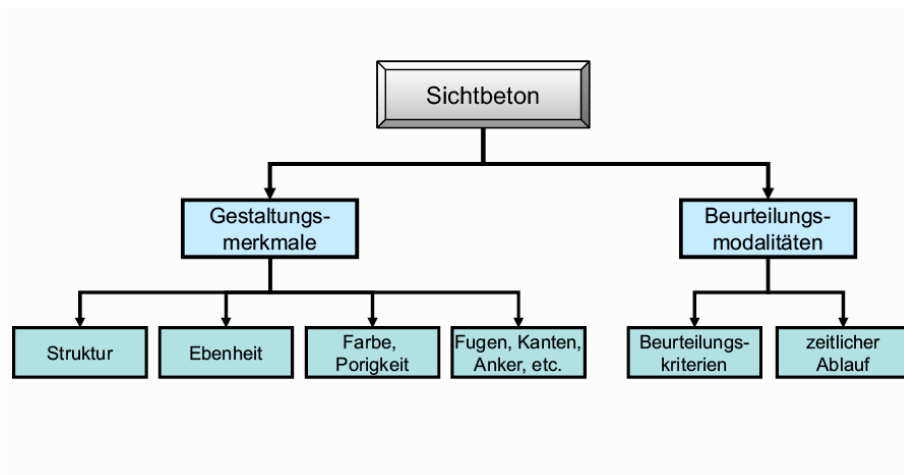 Sichtbeton
Gestaltungs-
merkmale
Beurteilungs-
modalitäten
Struktur
Ebenheit
Farbe,
Porigkeit
Fugen, Kanten,
Anker, etc.
Beurteilungs-
kriterien
zeitlicher
Ablauf